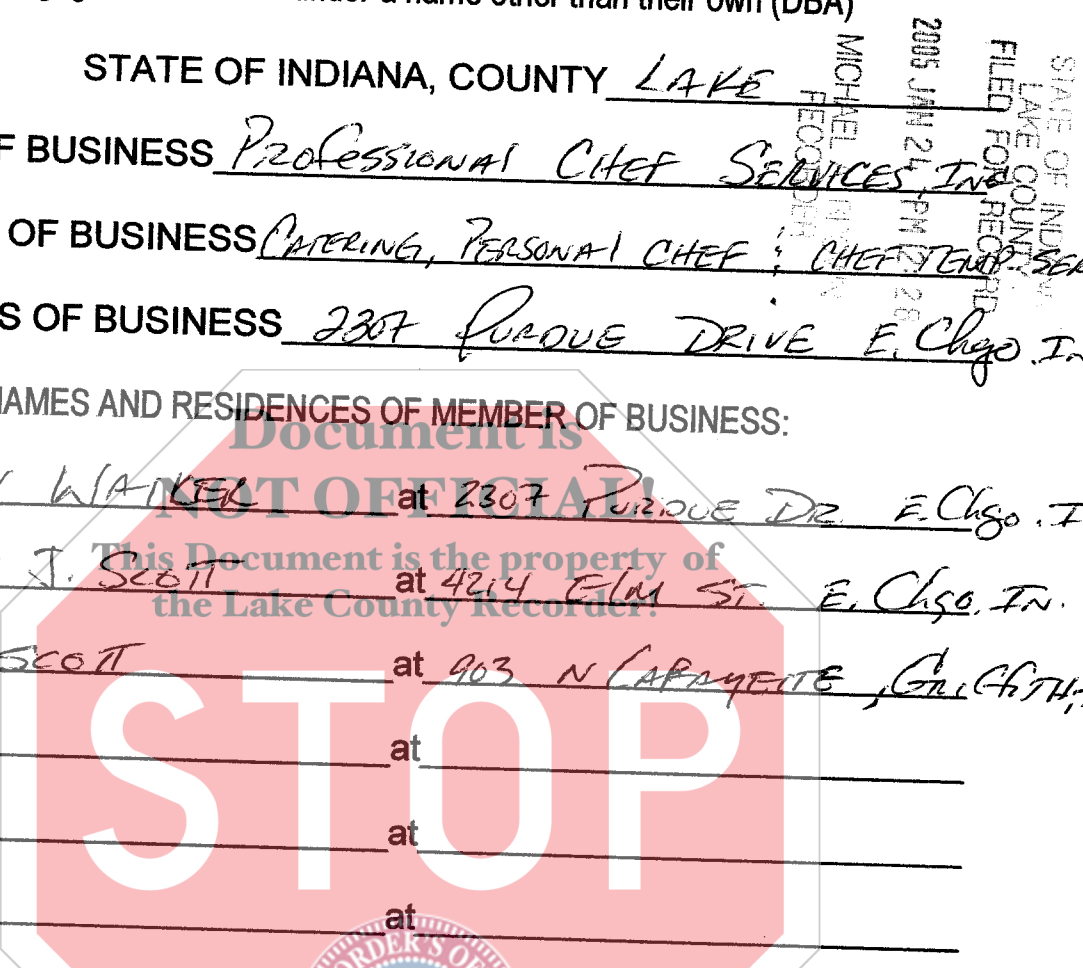 a name other than their own (DBA)
STATE OF INDIANA, COUNTY LAKE
F BUSINESS Professional Chef Services, Inc
OF BUSINESS Catering, Personal Chef & Chef Temp
S OF BUSINESS 2307 Purdue Drive E. Chgo. In
NAMES AND RESIDENCES OF MEMBER OF BUSINESS:
Walker at 2307 Purdue Dr. E. Chgo. I
J. Scott at 4214 Elm St. E. Chgo. In.
Scott at 903 N Lafayette, Griffith,
at
at
at
STATE OF INDIANA
LAKE COUNTY
FILED FOR RECORD
2005 JAN 24 PM
MICHAEL
RECORDER
Document is
NOT OFFICIAL!
This Document is the property of
the Lake County Recorder!
STOP